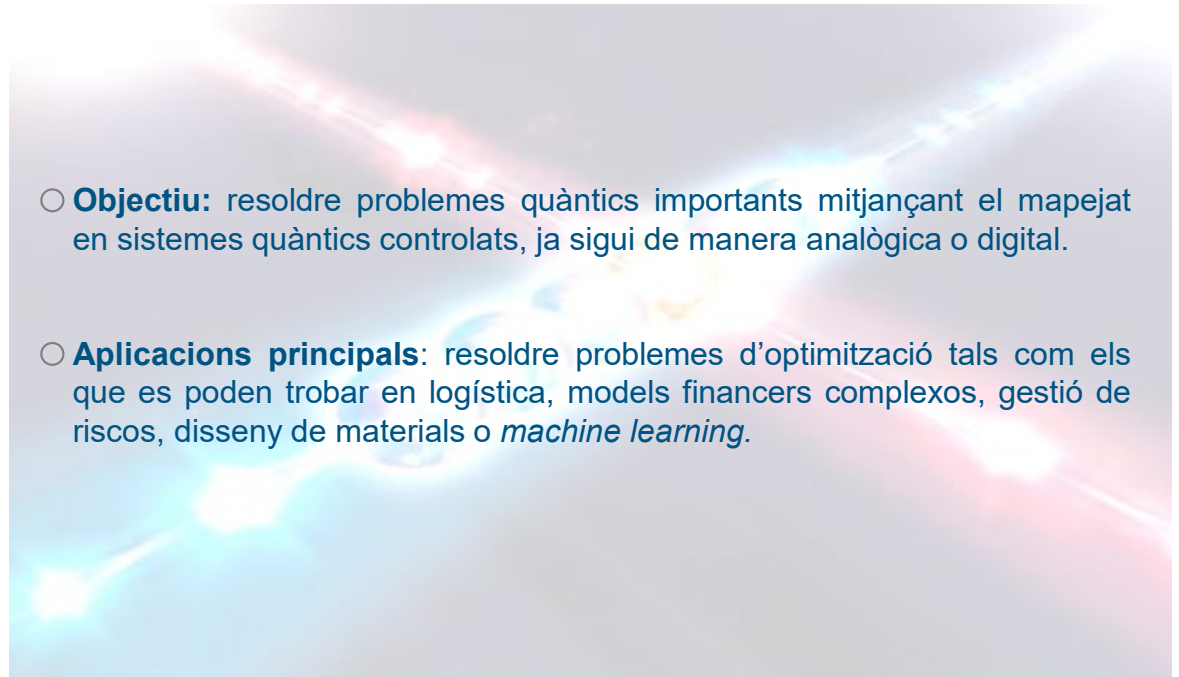 Objectiu: resoldre problemes quàntics importants mitjançant el mapejat
en sistemes quàntics controlats, ja sigui de manera analògica o digital.
Aplicacions principals: resoldre problemes d’optimització tals com els
que es poden trobar en logística, models financers complexos, gestió de
riscos, disseny de materials o machine learning.